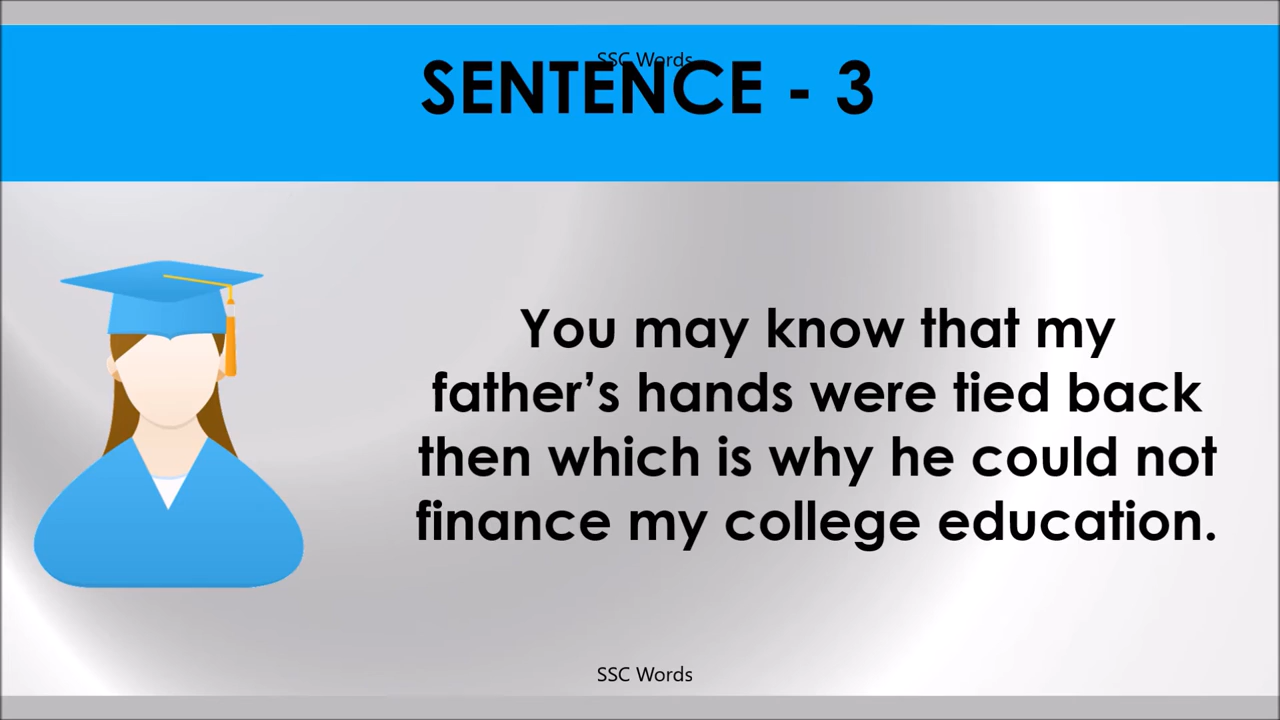 SSC Words
SENTENCE - 3
You may know that my
father’s hands were tied back
then which is why he could not
finance my college education.
SSC Words